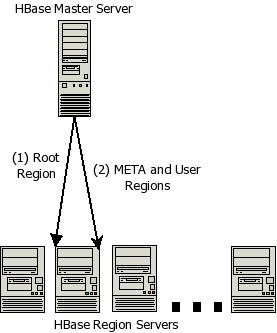 HBase Master Server
(1) Root
Region
(2) META and User
Regions
HBase Region Servers